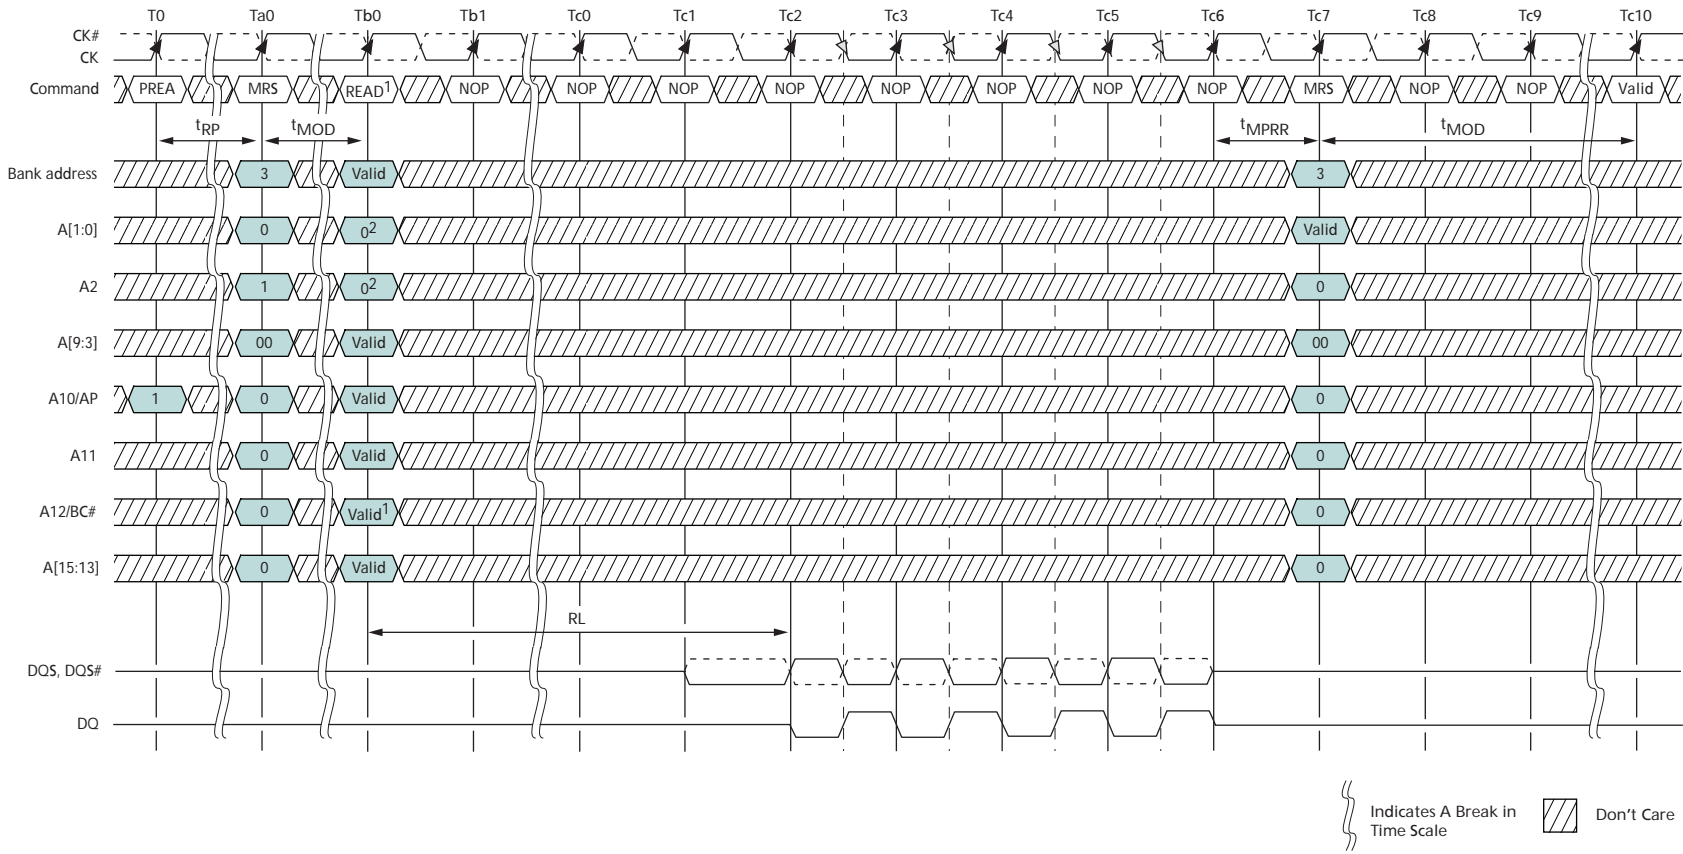 T0 Ta0 Tb0 Tb1 Tc0 Tc1 Tc2 Tc3 Tc4 Tc5 Tc6 Tc7 Tc8 Tc9 Tc10
CK#
CK
Command PREA MRS READ1 NOP NOP NOP NOP NOP NOP NOP NOP MRS NOP NOP Valid
tRP tMOD tMPRR tMOD
Bank address 3 Valid 3
A[1:0] 0 02 Valid
A2 1 02 0
A[9:3] 00 Valid 00
A10/AP 1 0 Valid 0
A11 0 Valid 0
A12/BC# 0 Valid1 0
A[15:13] 0 Valid 0
RL
DQS, DQS#
DQ
Indicates A Break in
Time Scale
Don't Care